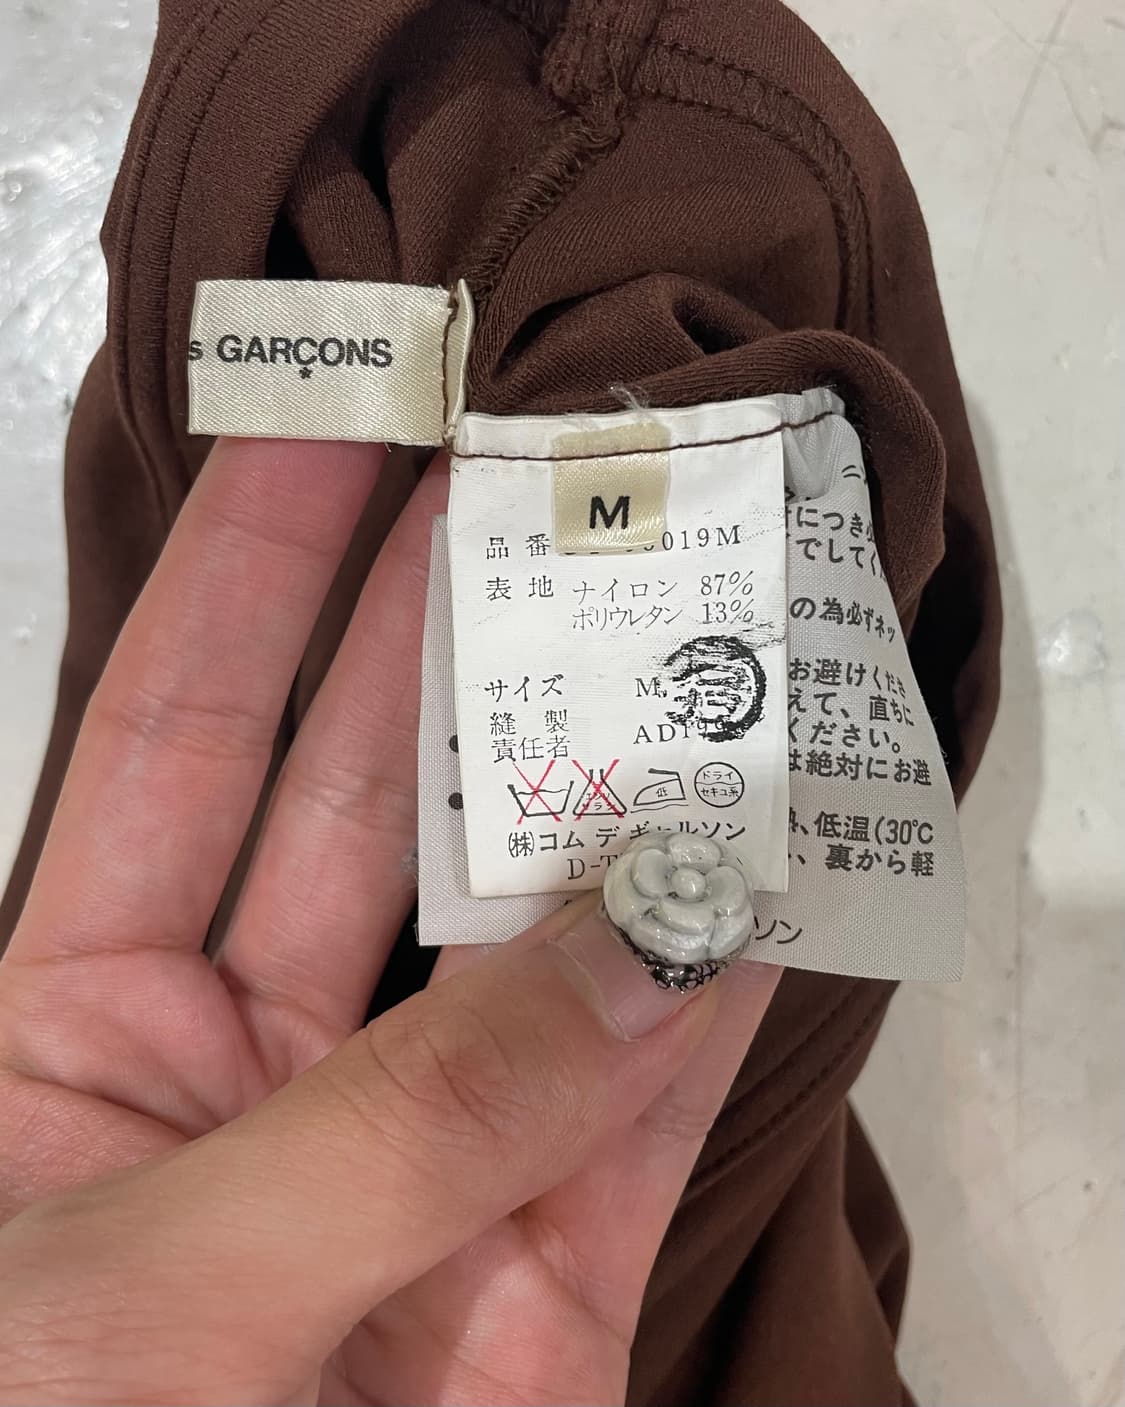 s GARÇONS
*
M
品番 019M
表地 ナイロン 87%
ポリウレタン 13%
サイズ M
縫製
責任者 AD199
低
ドライ
セキユ系
㈱コム デ ギャルソン
D-T
につき
でしてく
の為必ずネッ
お避けくださ
えて、直ちに
ください。
は絶対にお避
、低温(30℃
、裏から軽
ソン